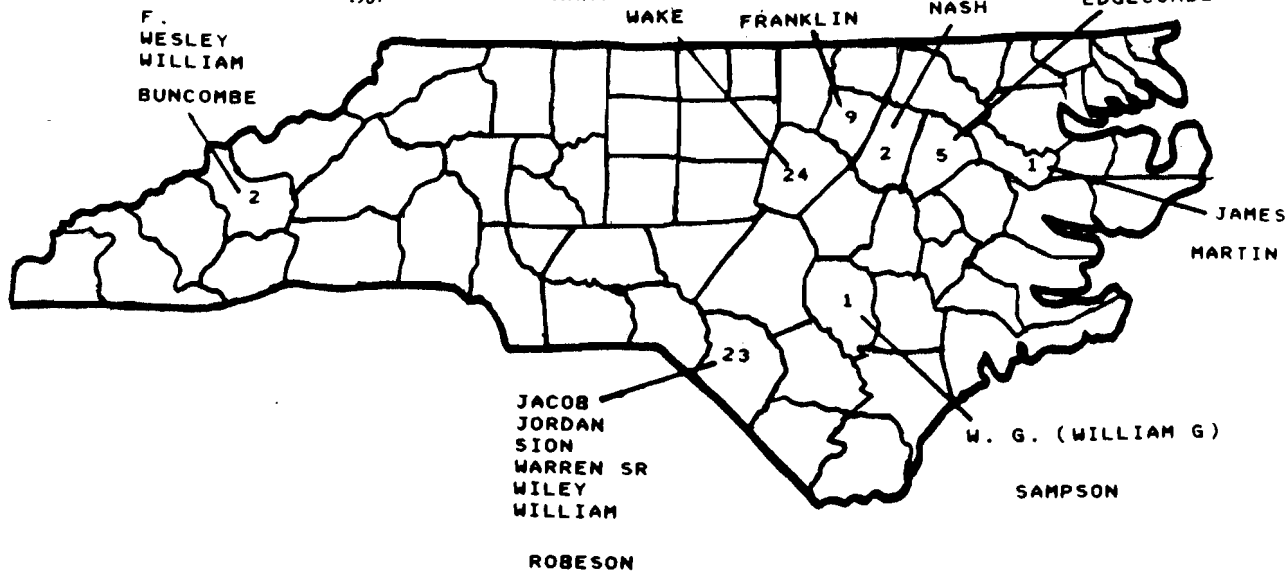 F.
WESLEY
WILLIAM
BUNCOMBE
WAKE
FRANKLIN
NASH
9
2
5
1
24
2
JAMES
MARTIN
1
23
JACOB
JORDAN
SION
WARREN SR
WILEY
WILLIAM
ROBESON
W. G. (WILLIAM G)
SAMPSON